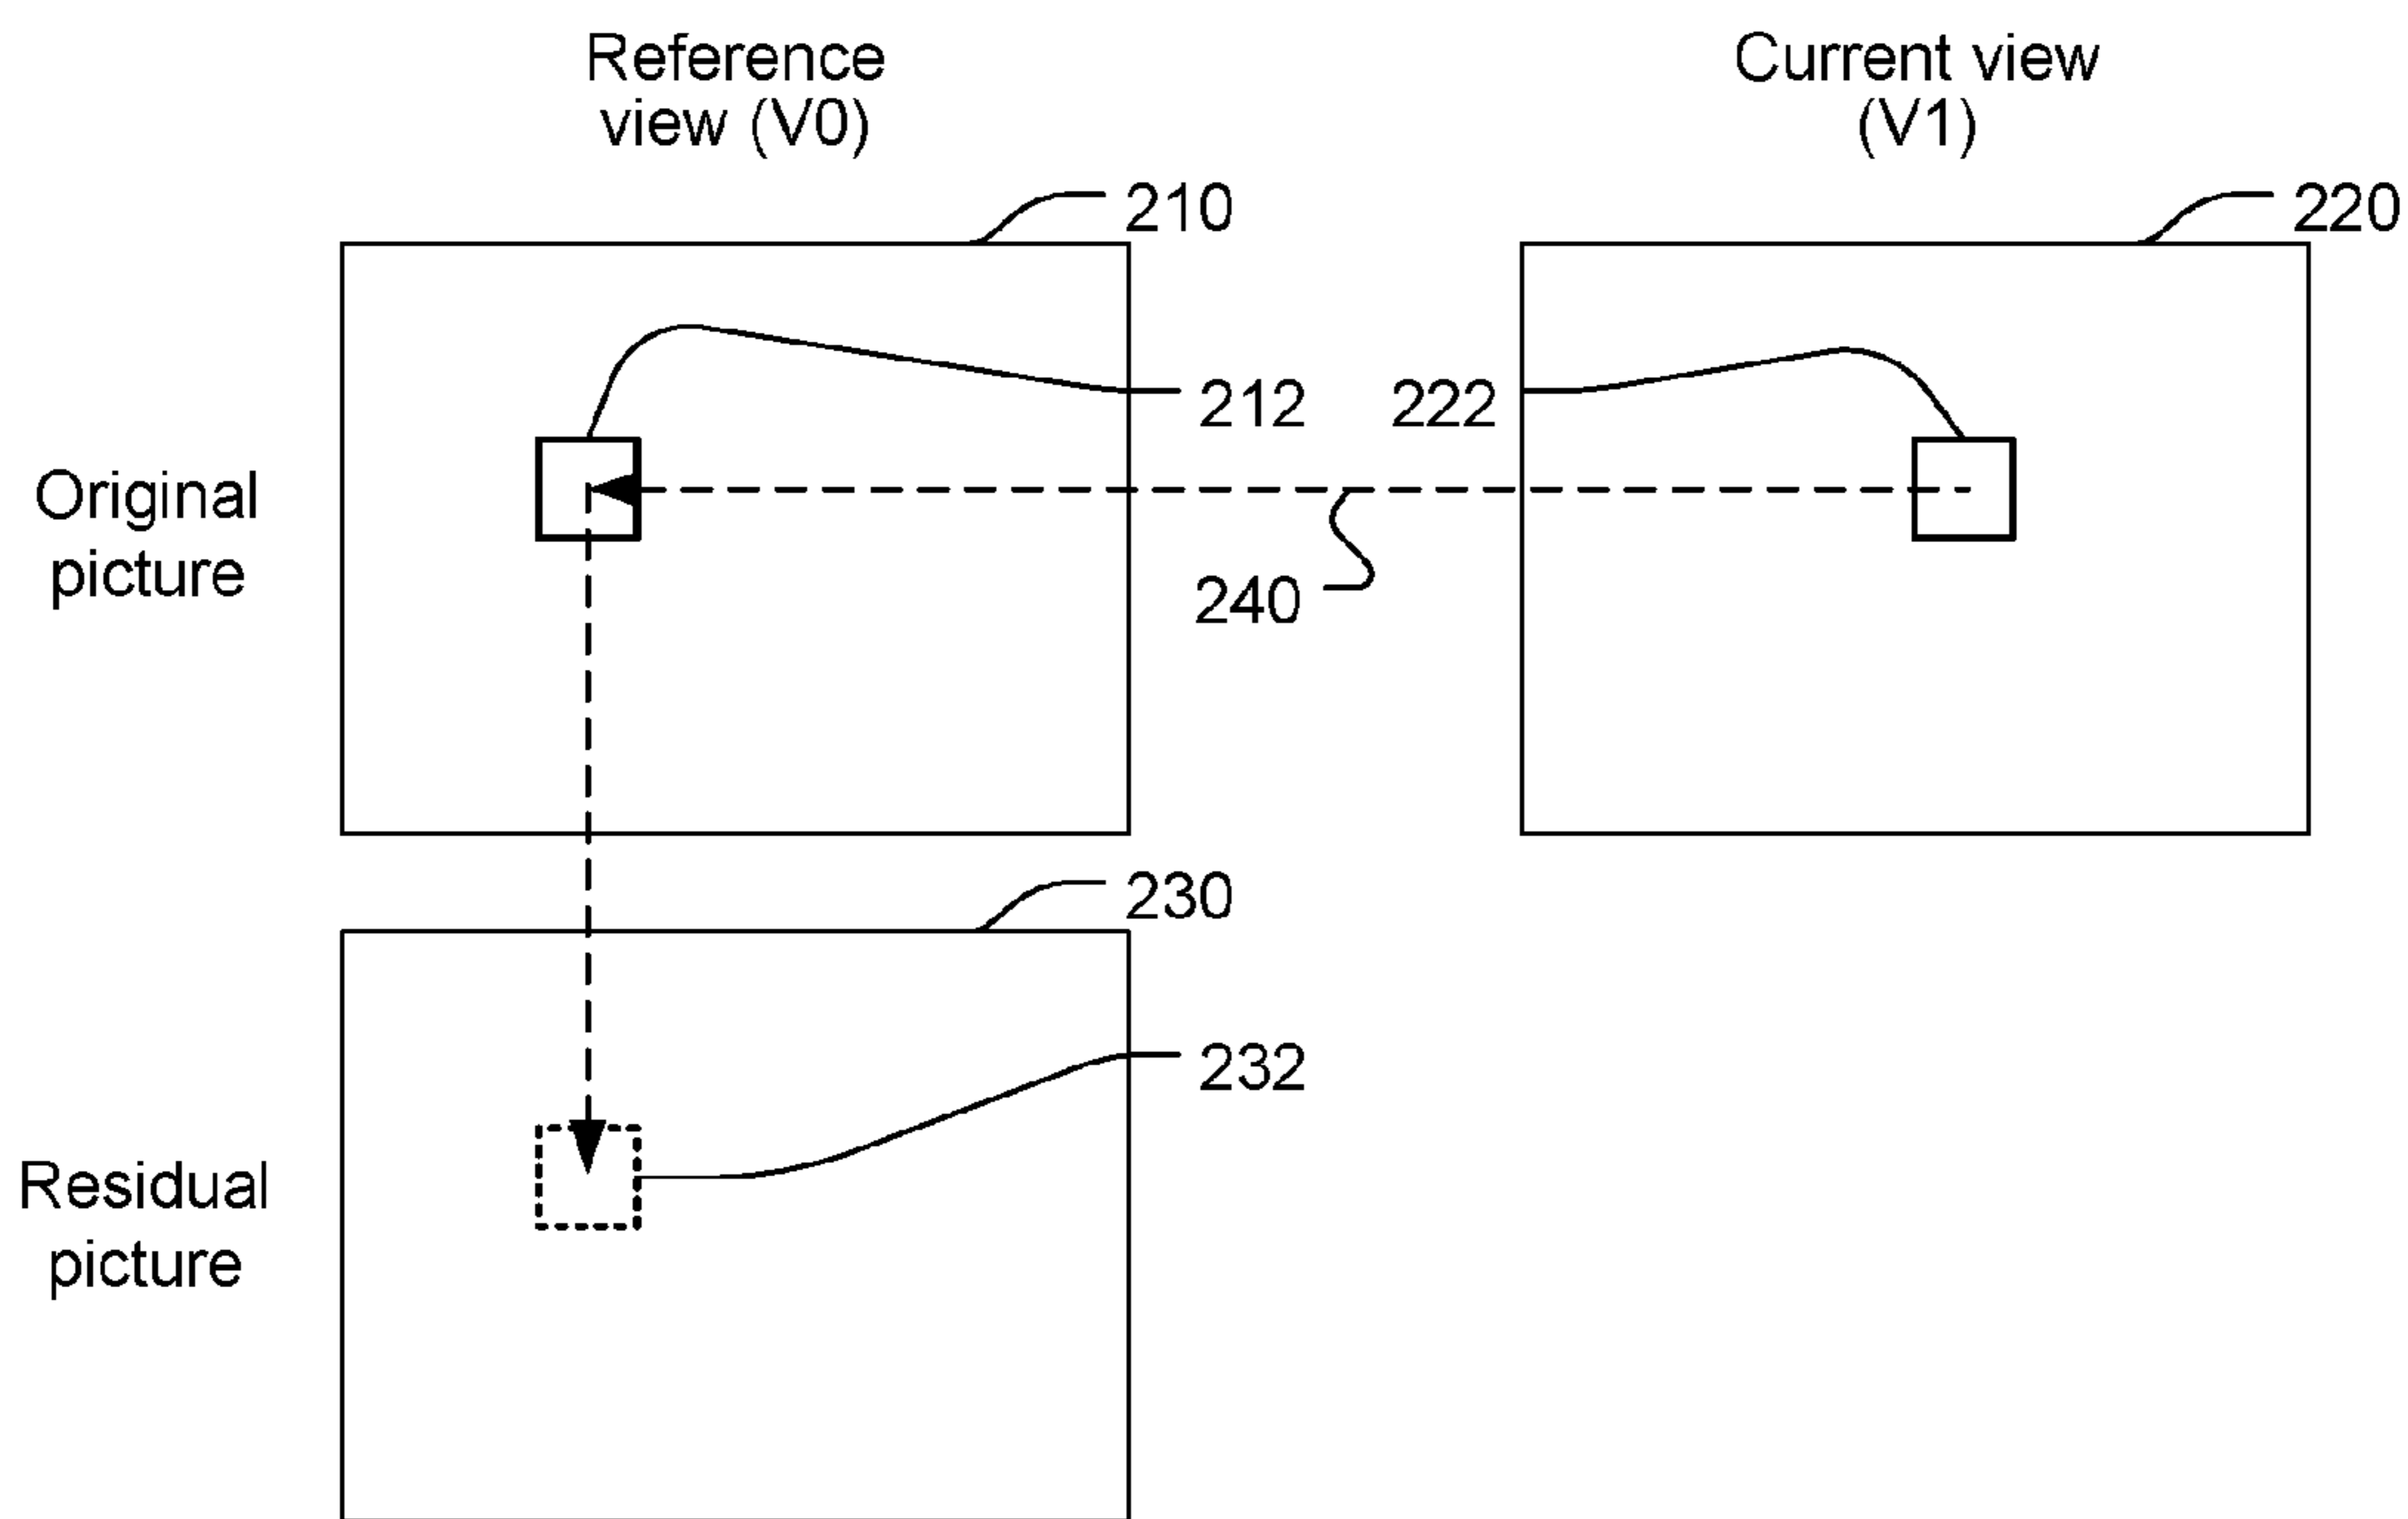 Reference
view (V0)
Current view
(V1)
210
220
212
222
Original
picture
240
230
232
Residual
picture